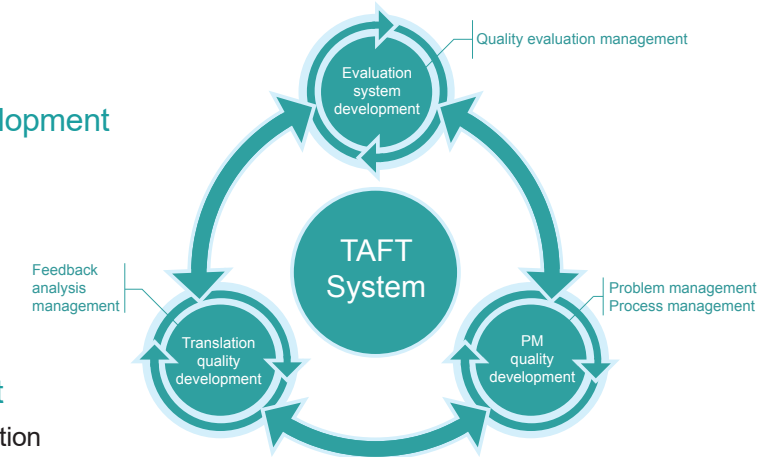 Quality evaluation management
Evaluation
system
development
lopment
TAFT
System
Feedback
analysis
management
Problem management
Process management
Translation
quality
development
PM
quality
development
t
tion